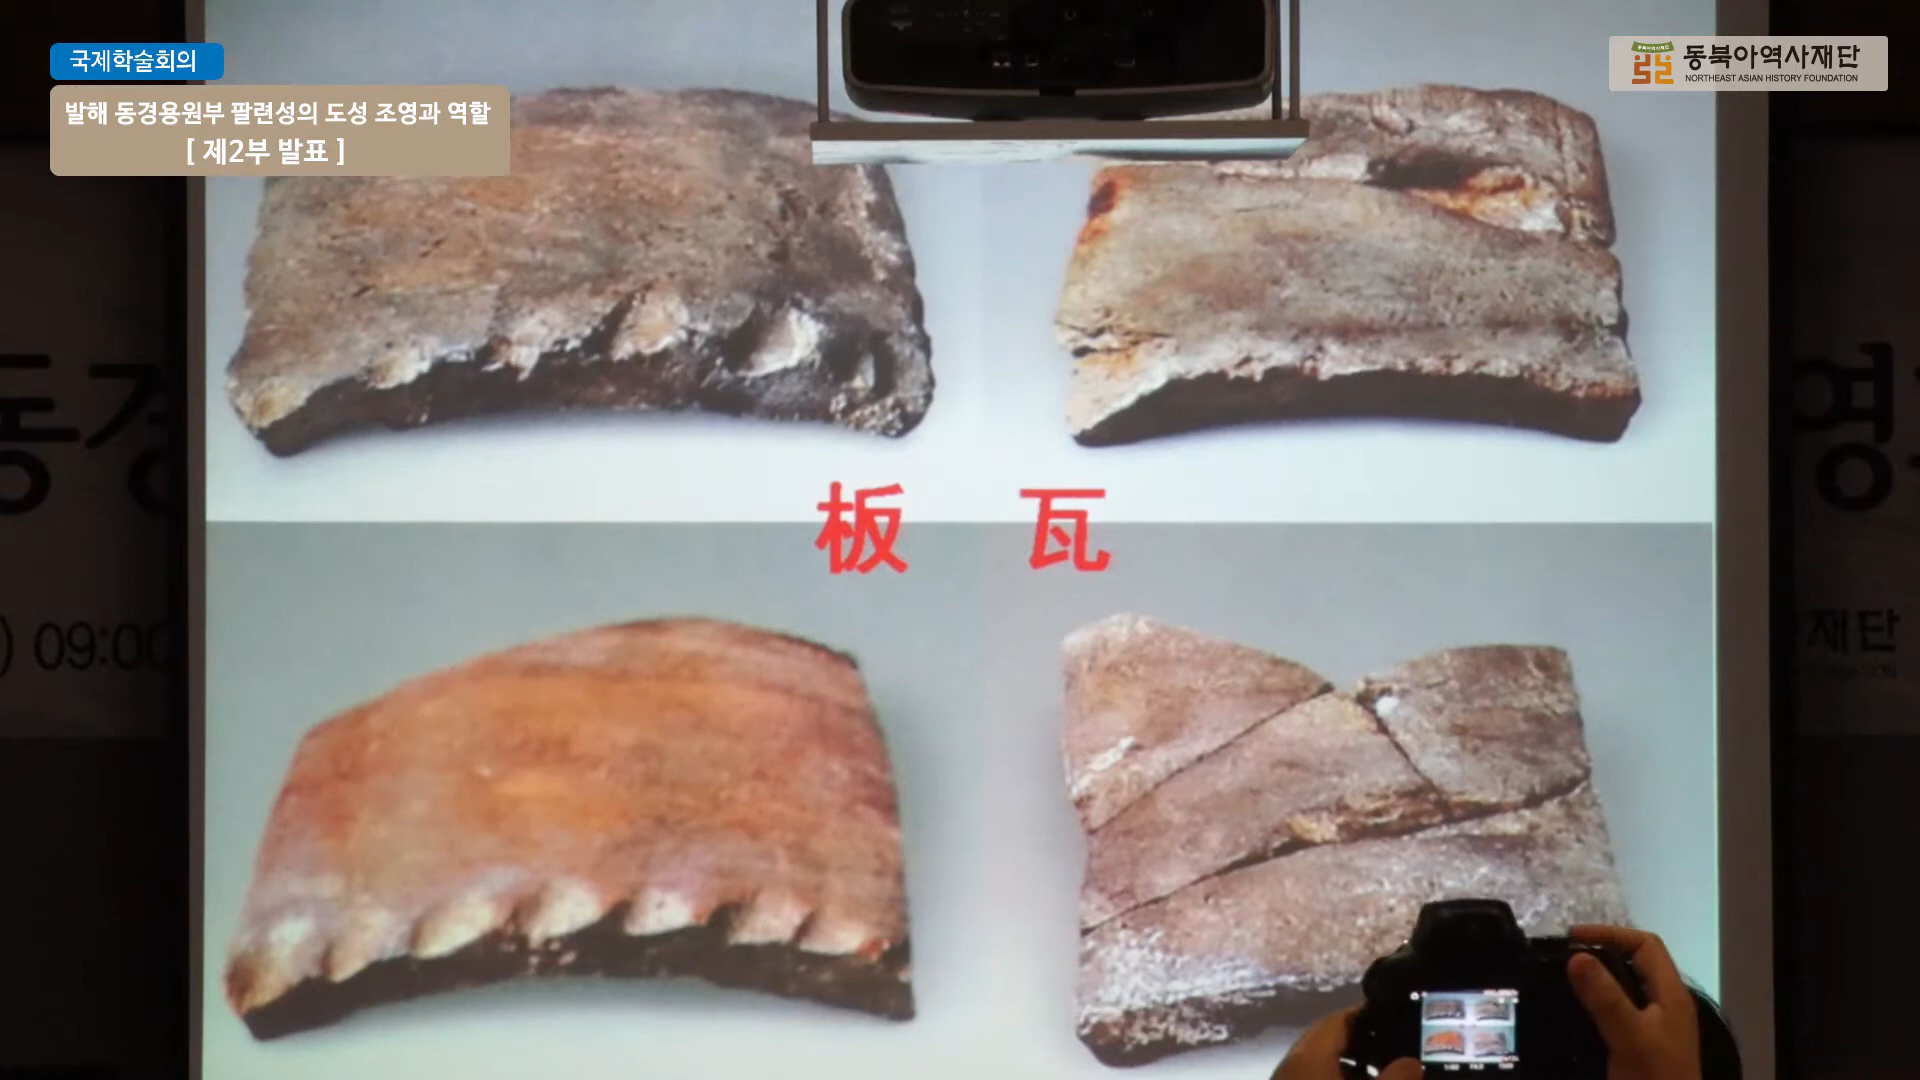 국제학술회의
발해 동경용원부 팔련성의 도성 조영과 역할
[ 제2부 발표 ]
동북아역사재단
NORTHEAST ASIAN HISTORY FOUNDATION
板 瓦
동경
영
) 09:00
재단